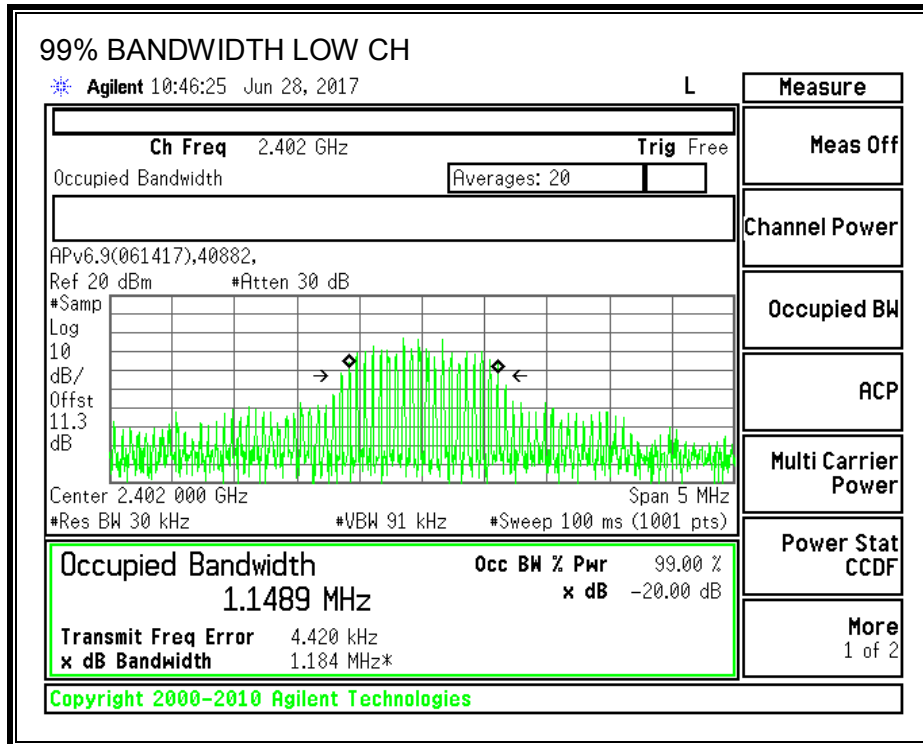 99% BANDWIDTH LOW CH
Agilent 10:46:25 Jun 28, 2017 L
Measure
Ch Freq 2.402 GHz Trig Free
Meas Off
Occupied Bandwidth Averages: 20
Channel Power
APv6.9(061417),40882,
Ref 20 dBm #Atten 30 dB
#Samp
Log
10
dB/
Offst
11.3
dB
Occupied BW
ACP
Multi Carrier
Power
Center 2.402 000 GHz Span 5 MHz
#Res BW 30 kHz #VBW 91 kHz #Sweep 100 ms (1001 pts)
Power Stat
CCDF
Occupied Bandwidth Occ BW % Pwr 99.00 %
1.1489 MHz x dB -20.00 dB
Transmit Freq Error 4.420 kHz
x dB Bandwidth 1.184 MHz*
More
1 of 2
Copyright 2000-2010 Agilent Technologies